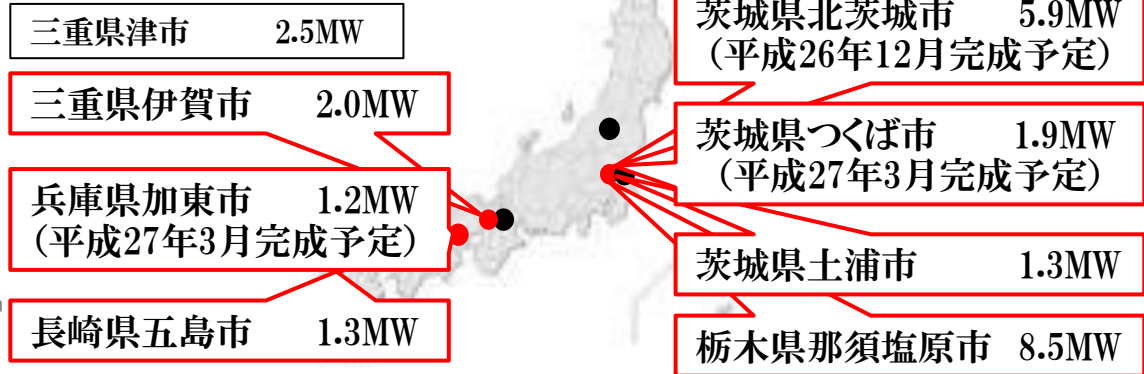 三重県津市 2.5MW
三重県伊賀市 2.0MW
兵庫県加東市 1.2MW
(平成27年3月完成予定)
長崎県五島市 1.3MW
茨城県北茨城市 5.9MW
(平成26年12月完成予定)
茨城県つくば市 1.9MW
(平成27年3月完成予定)
茨城県土浦市 1.3MW
栃木県那須塩原市 8.5MW